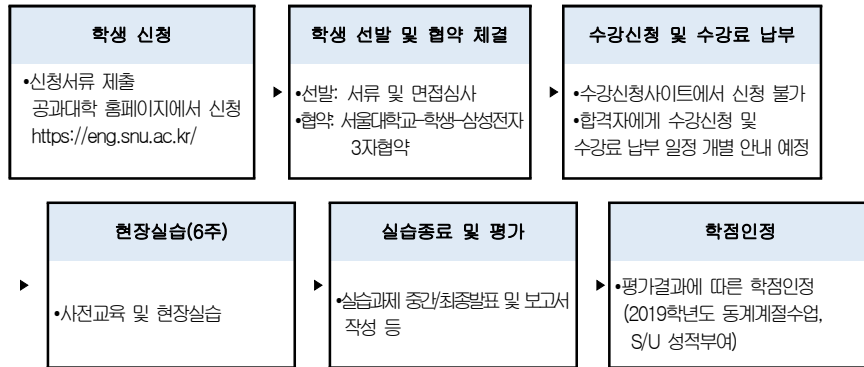 학생 신청
•신청서류 제출
공과대학 홈페이지에서 신청
https://eng.snu.ac.kr/
▶
학생 선발 및 협약 체결
•선발: 서류 및 면접심사
•협약: 서울대학교-학생-삼성전자
3자협약
▶
수강신청 및 수강료 납부
•수강신청사이트에서 신청 불가
•합격자에게 수강신청 및
수강료 납부 일정 개별 안내 예정
▶
현장실습(6주)
•사전교육 및 현장실습
▶
실습종료 및 평가
•실습과제 중간/최종발표 및 보고서
작성 등
▶
학점인정
•평가결과에 따른 학점인정
(2019학년도 동계계절수업,
S/U 성적부여)